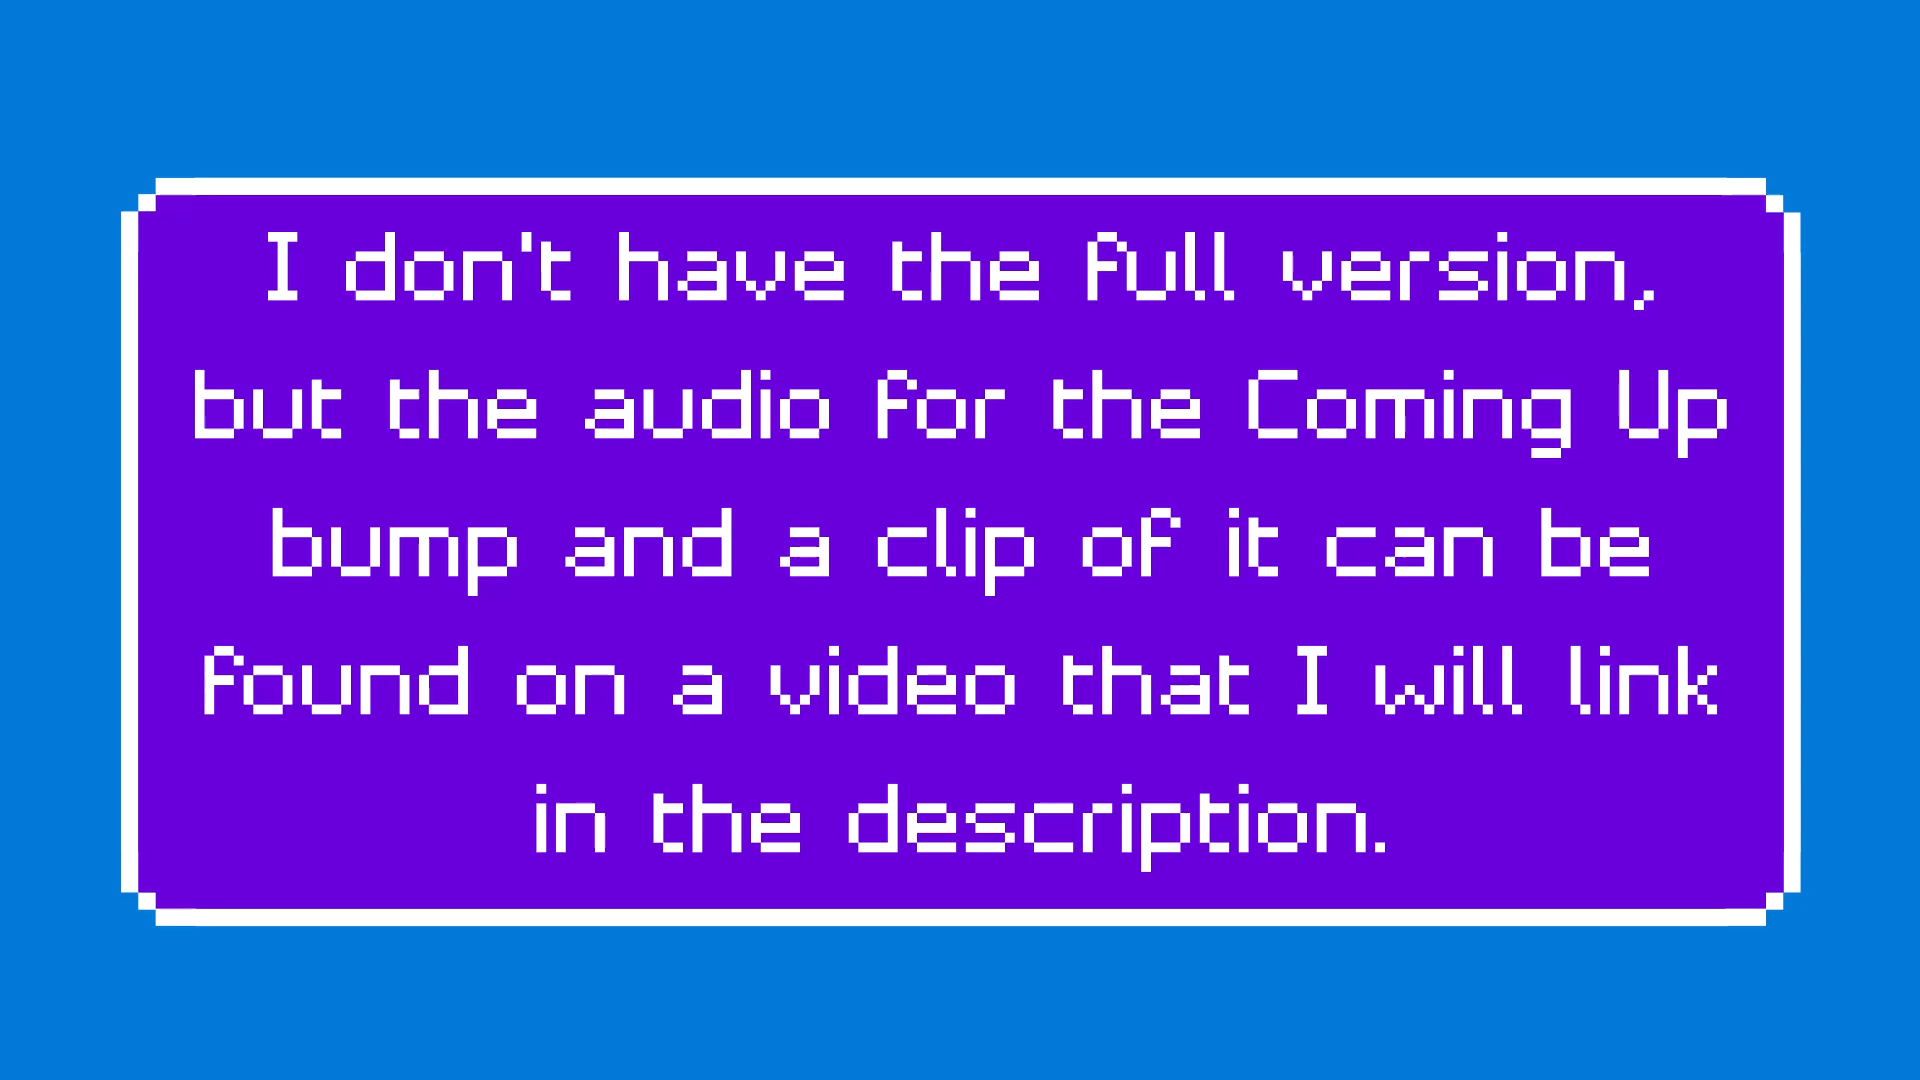 I don't have the full version,
but the audio for the Coming Up
bump and a clip of it can be
found on a video that I will link
in the description.